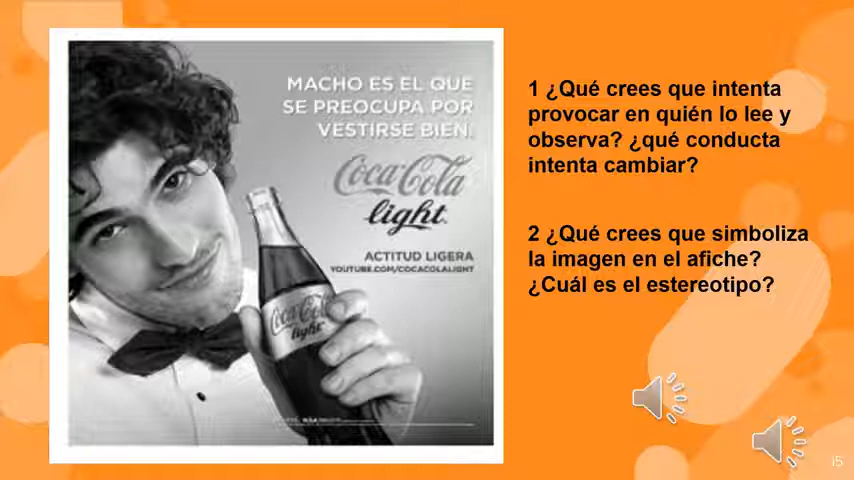 MACHO ES EL QUE
SE PREOCUPA POR
VESTIRSE BIEN.
Coca-Cola
light
ACTITUD LIGERA
YOUTUBE.COM/COCACOLALIGHT
Coca-Cola
light
1 ¿Qué crees que intenta
provocar en quién lo lee y
observa? ¿qué conducta
intenta cambiar?
2 ¿Qué crees que simboliza
la imagen en el afiche?
¿Cuál es el estereotipo?
15